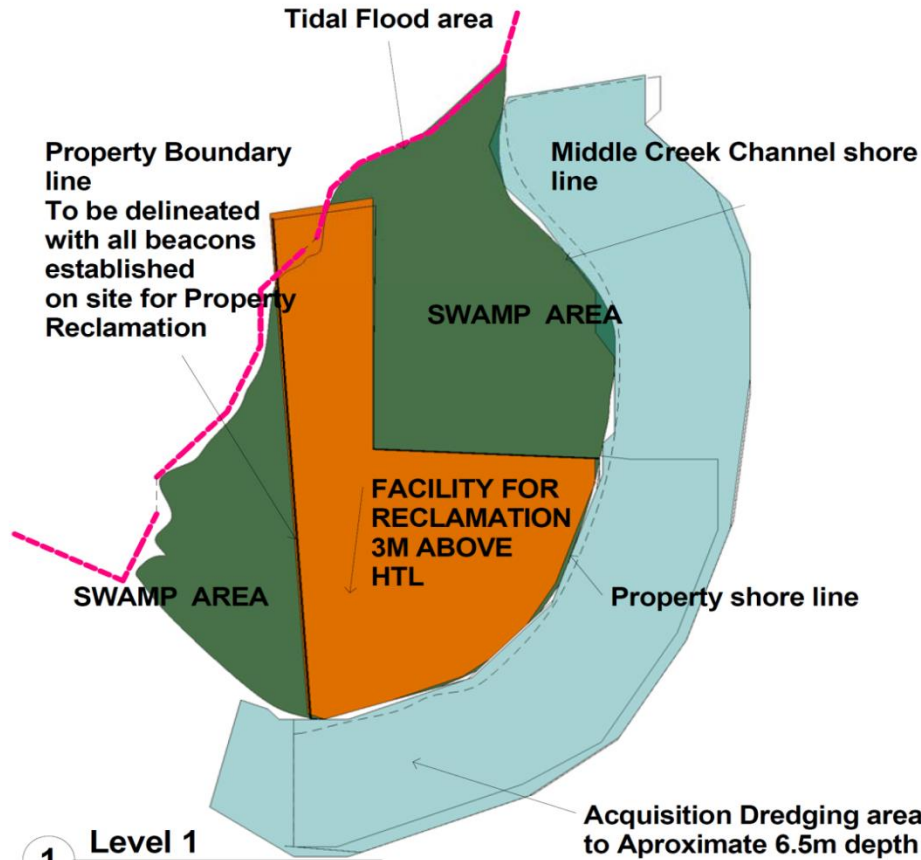 Tidal Flood area
Property Boundary
line
To be delineated
with all beacons
established
on site for Property
Reclamation
Middle Creek Channel shore
line
SWAMP AREA
FACILITY FOR
RECLAMATION
3M ABOVE
HTL
SWAMP AREA
Property shore line
Acquisition Dredging area
to Aproximate 6.5m depth
1 Level 1